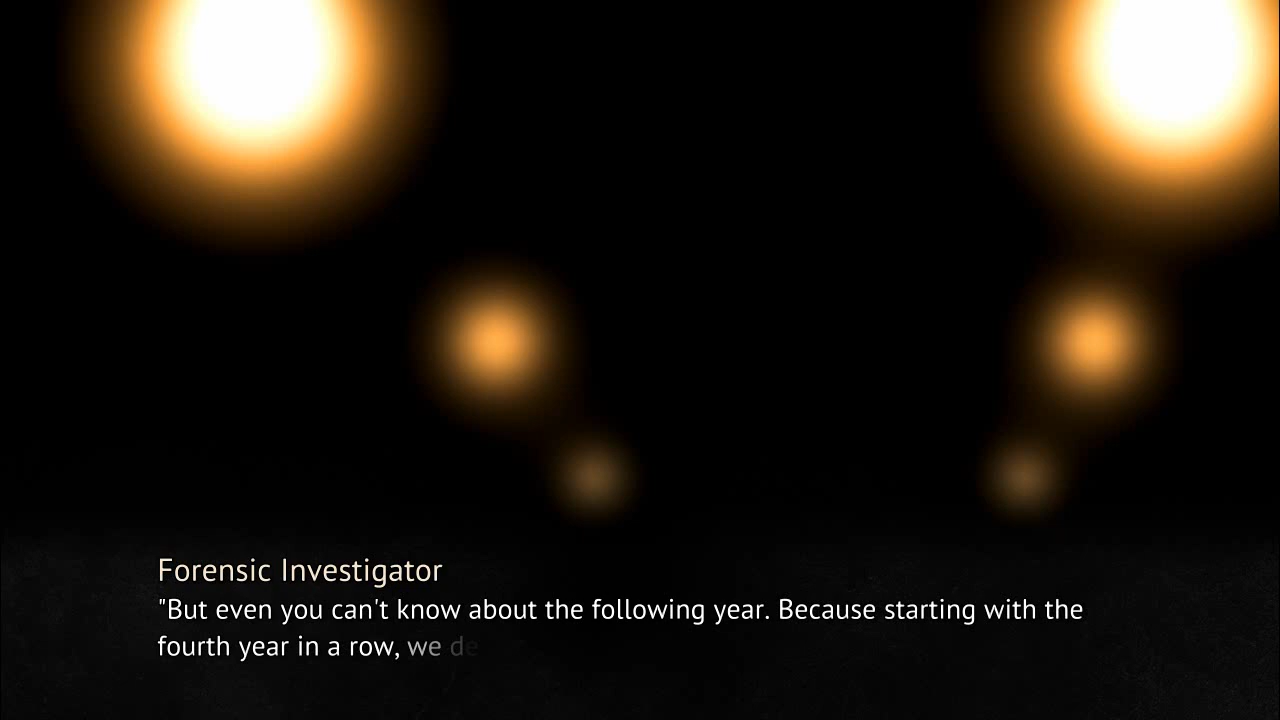 Forensic Investigator
"But even you can't know about the following year. Because starting with the
fourth year in a row, we de